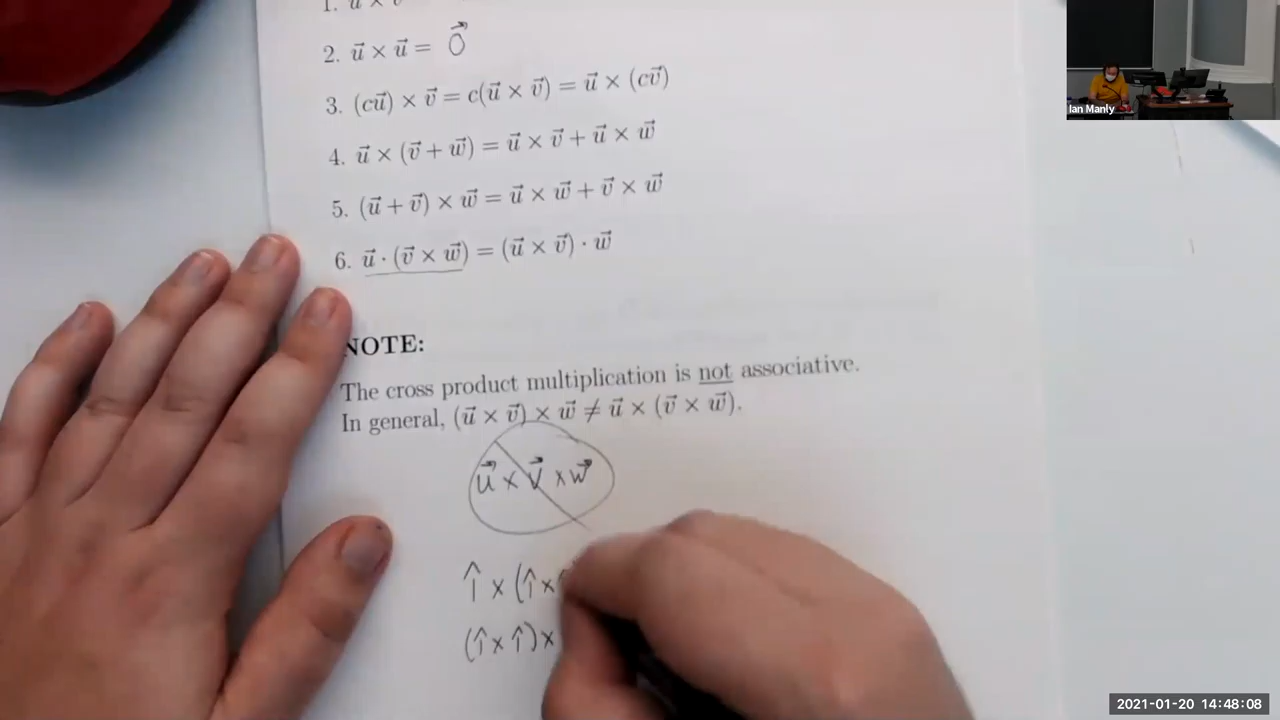 1. u⃗ × v⃗
2. u⃗ × u⃗ = 0⃗
3. (cu⃗) × v⃗ = c(u⃗ × v⃗) = u⃗ × (cv⃗)
4. u⃗ × (v⃗ + w⃗) = u⃗ × v⃗ + u⃗ × w⃗
5. (u⃗ + v⃗) × w⃗ = u⃗ × w⃗ + v⃗ × w⃗
6. u⃗ · (v⃗ × w⃗) = (u⃗ × v⃗) · w⃗
NOTE:
The cross product multiplication is not associative.
In general, (u⃗ × v⃗) × w⃗ ≠ u⃗ × (v⃗ × w⃗).
u⃗ × v⃗ × w⃗
î × (î ×
(î × î) ×
Ian Manly
2021-01-20 14:48:08